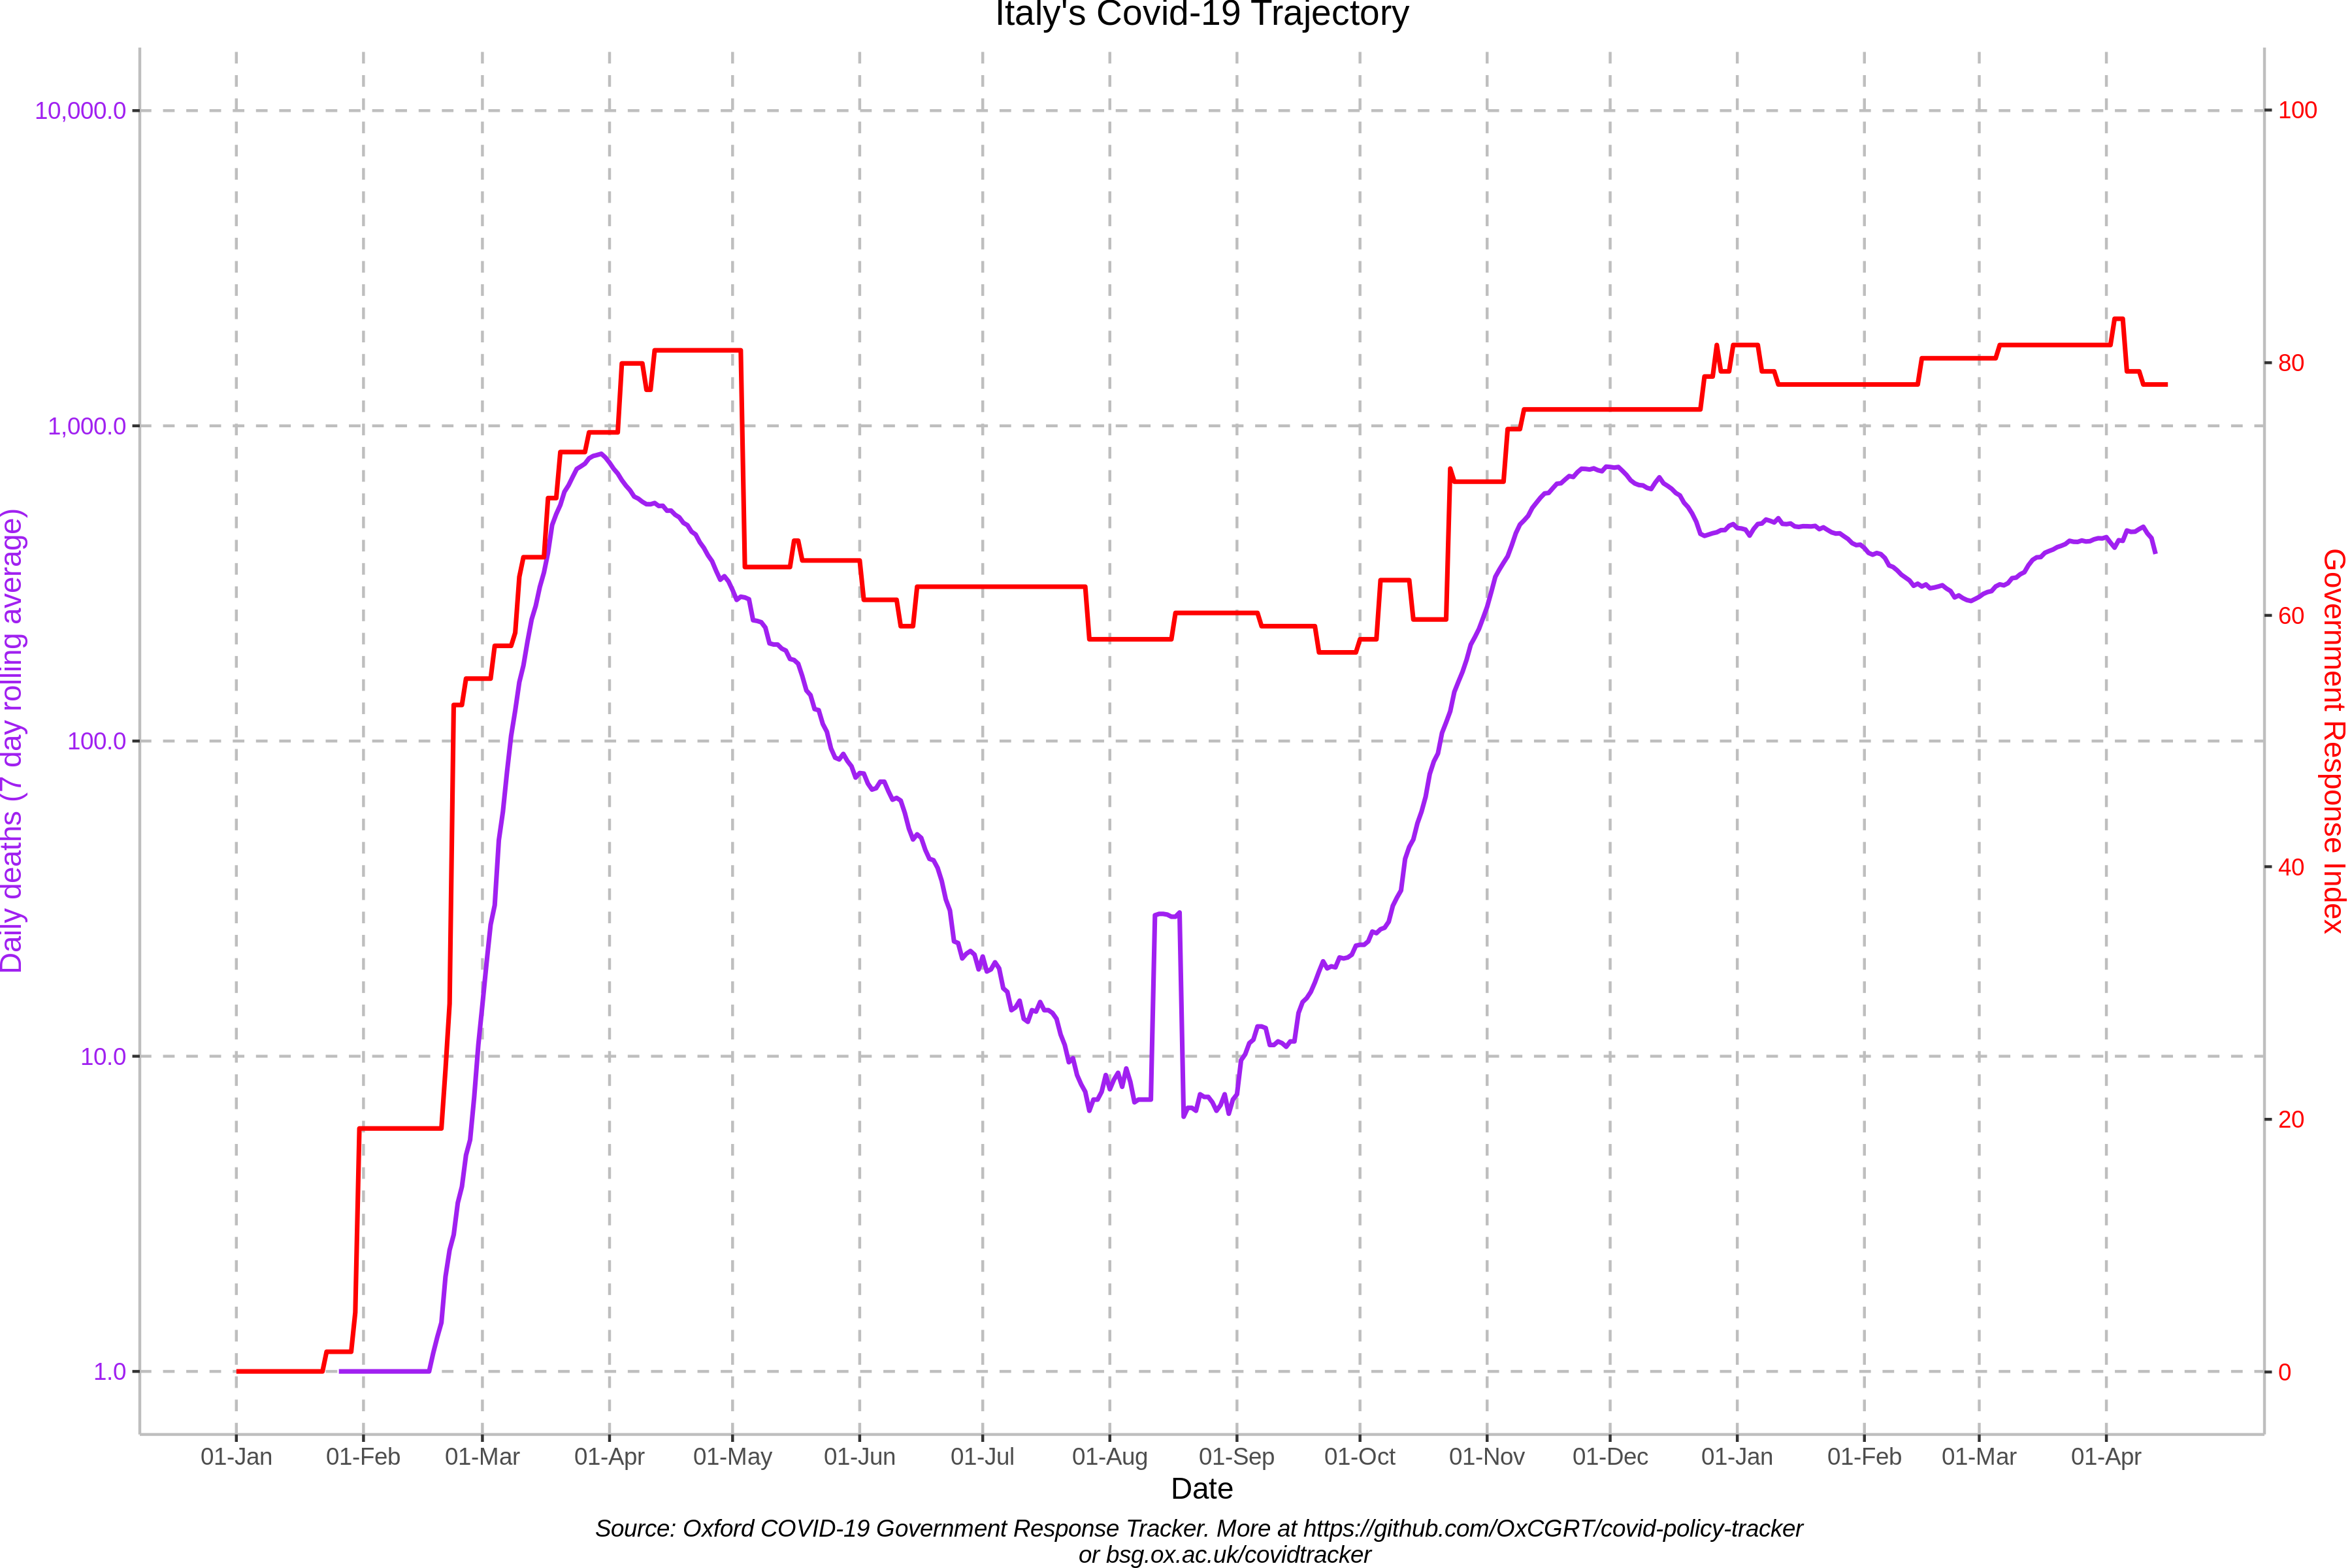 Italy's Covid-19 Trajectory
10,000.0
1,000.0
100.0
10.0
1.0
Daily deaths (7 day rolling average)
100
80
60
40
20
0
Government Response Index
01-Jan 01-Feb 01-Mar 01-Apr 01-May 01-Jun 01-Jul 01-Aug 01-Sep 01-Oct 01-Nov 01-Dec 01-Jan 01-Feb 01-Mar 01-Apr
Date
Source: Oxford COVID-19 Government Response Tracker. More at https://github.com/OxCGRT/covid-policy-tracker
or bsg.ox.ac.uk/covidtracker